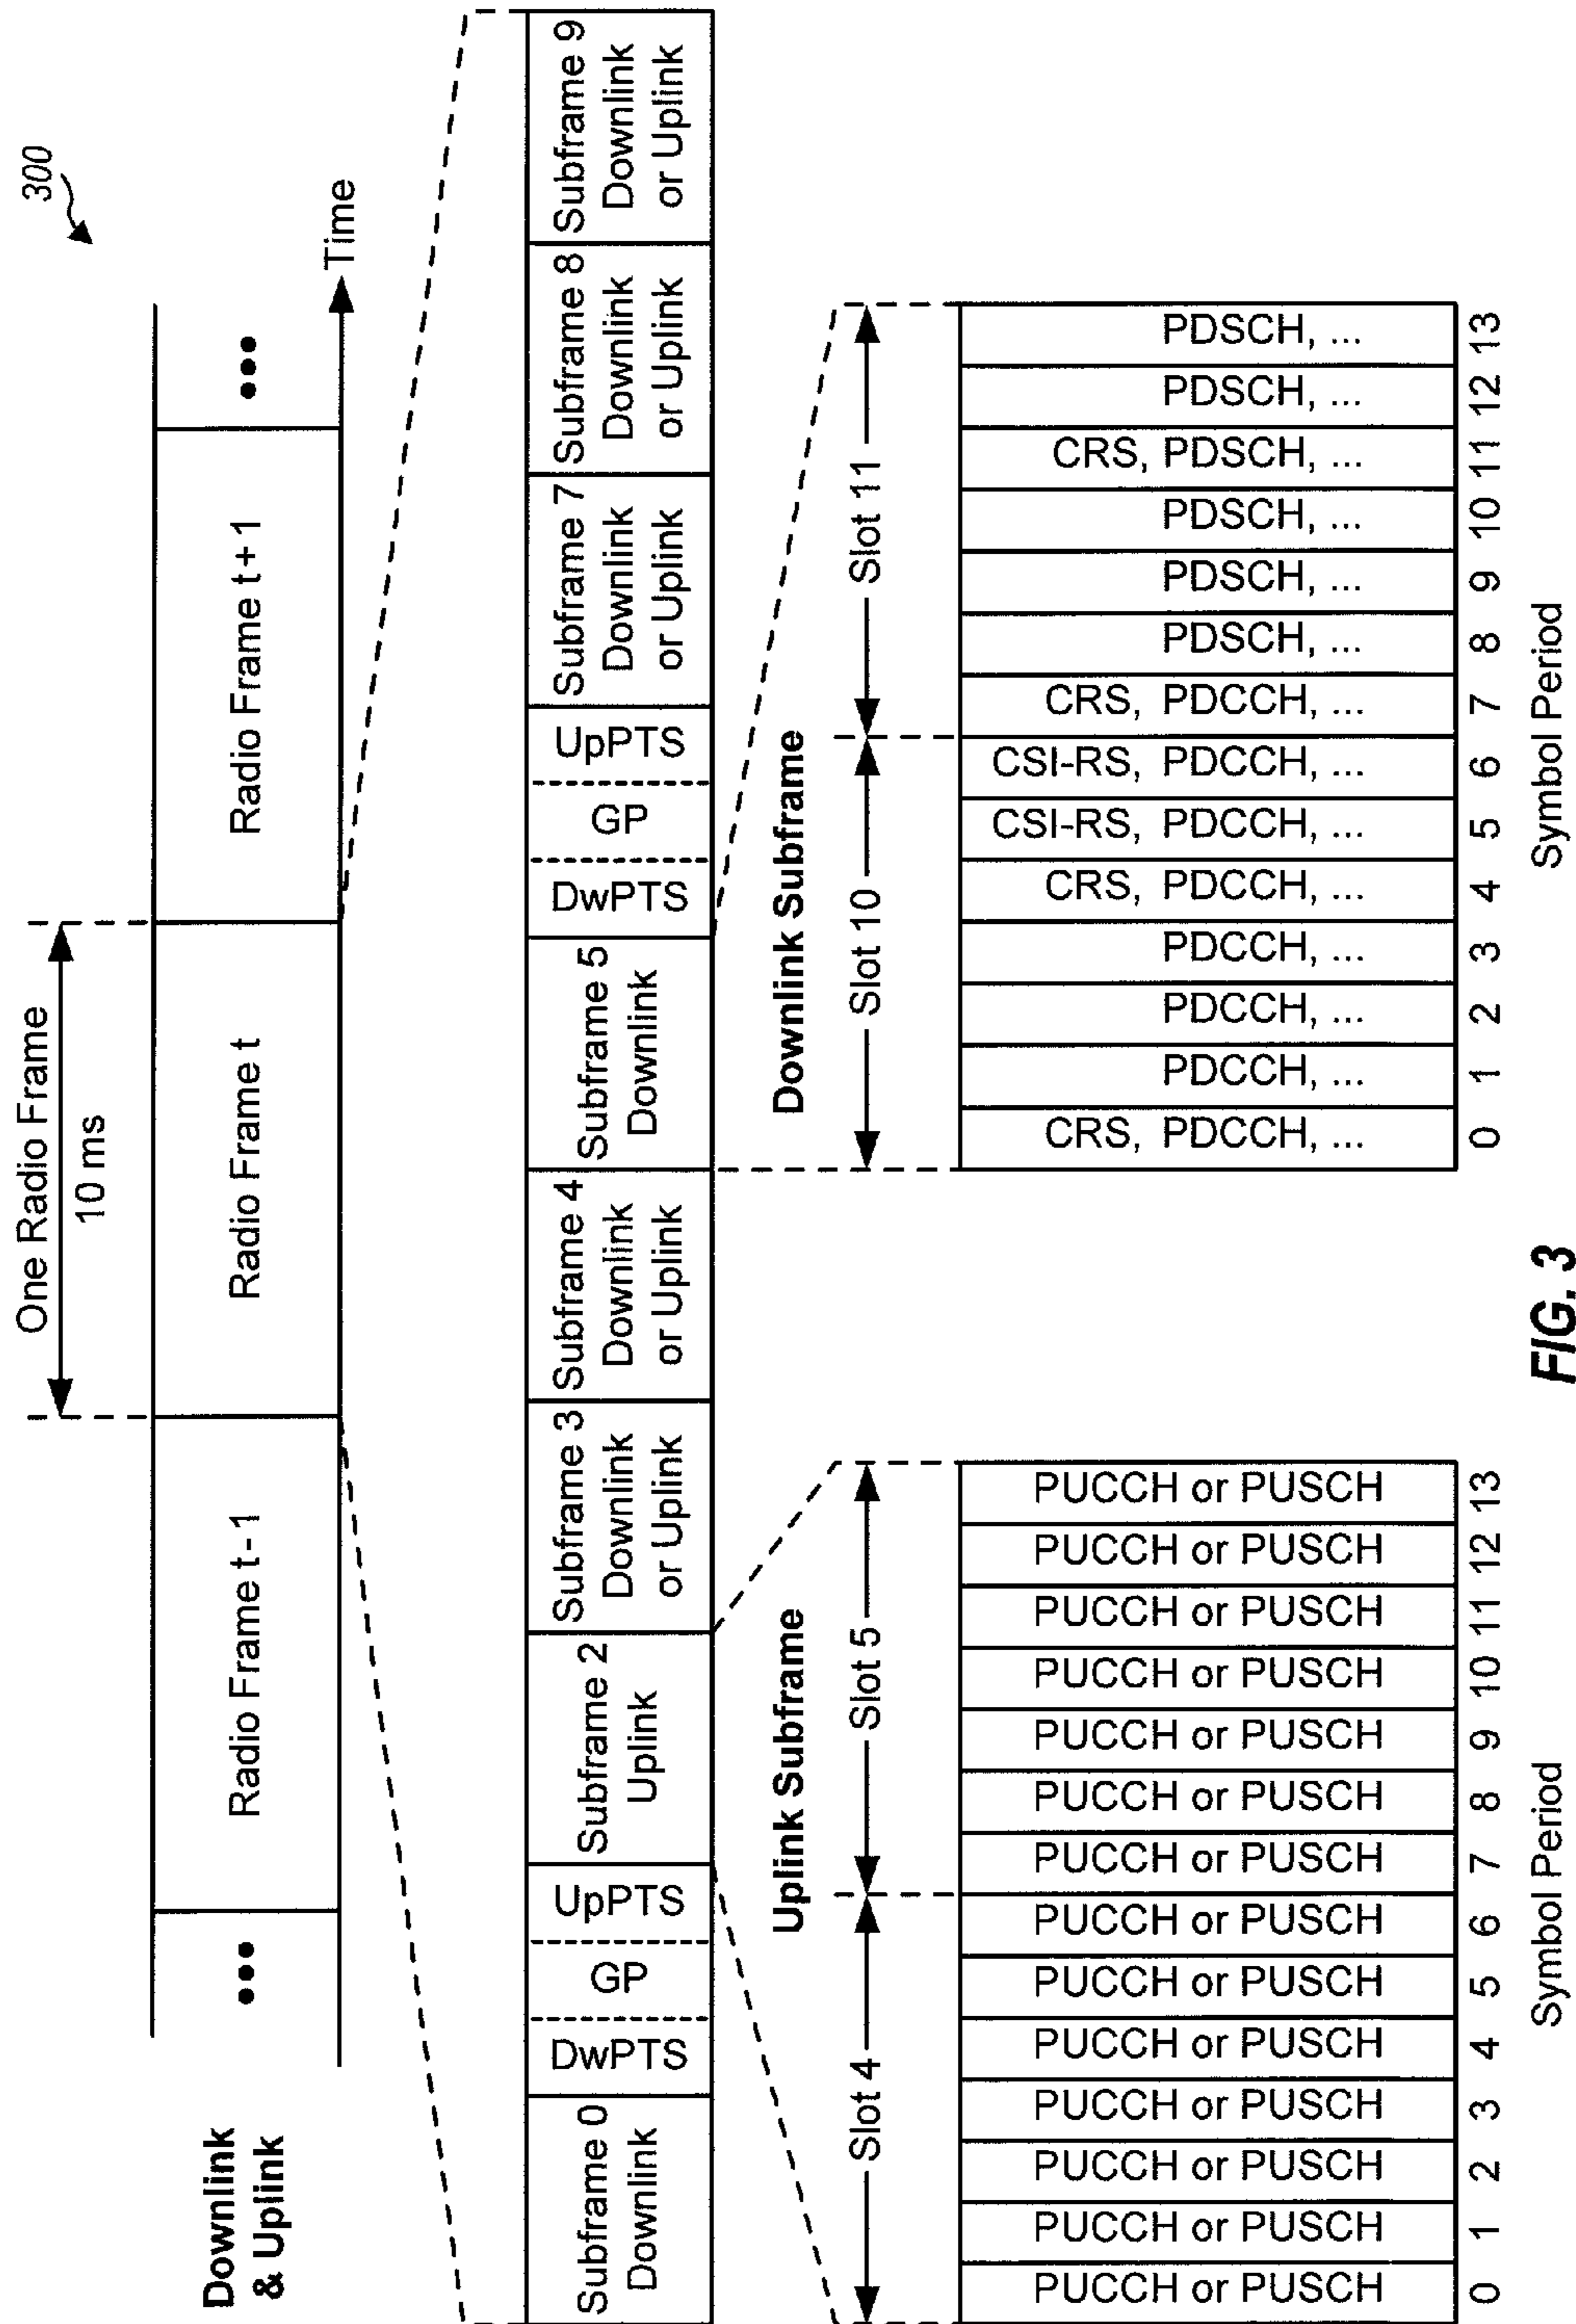 300
One Radio Frame
10 ms
Downlink
& Uplink
•••
Radio Frame t-1
Radio Frame t
Radio Frame t+1
•••
Time
Subframe 0
Downlink
DwPTS
GP
UpPTS
Subframe 2
Uplink
Subframe 3
Downlink
or Uplink
Subframe 4
Downlink
or Uplink
Subframe 5
Downlink
DwPTS
GP
UpPTS
Subframe 7
Downlink
or Uplink
Subframe 8
Downlink
or Uplink
Subframe 9
Downlink
or Uplink
Uplink Subframe
Slot 4
Slot 5
PUCCH or PUSCH
PUCCH or PUSCH
PUCCH or PUSCH
PUCCH or PUSCH
PUCCH or PUSCH
PUCCH or PUSCH
PUCCH or PUSCH
PUCCH or PUSCH
PUCCH or PUSCH
PUCCH or PUSCH
PUCCH or PUSCH
PUCCH or PUSCH
PUCCH or PUSCH
PUCCH or PUSCH
0 1 2 3 4 5 6 7 8 9 10 11 12 13
Symbol Period
Downlink Subframe
Slot 10
Slot 11
CRS, PDCCH, ...
PDCCH, ...
PDCCH, ...
PDCCH, ...
CRS, PDCCH, ...
CSI-RS, PDCCH, ...
CSI-RS, PDCCH, ...
CRS, PDCCH, ...
PDSCH, ...
PDSCH, ...
PDSCH, ...
CRS, PDSCH, ...
PDSCH, ...
PDSCH, ...
0 1 2 3 4 5 6 7 8 9 10 11 12 13
Symbol Period
FIG. 3